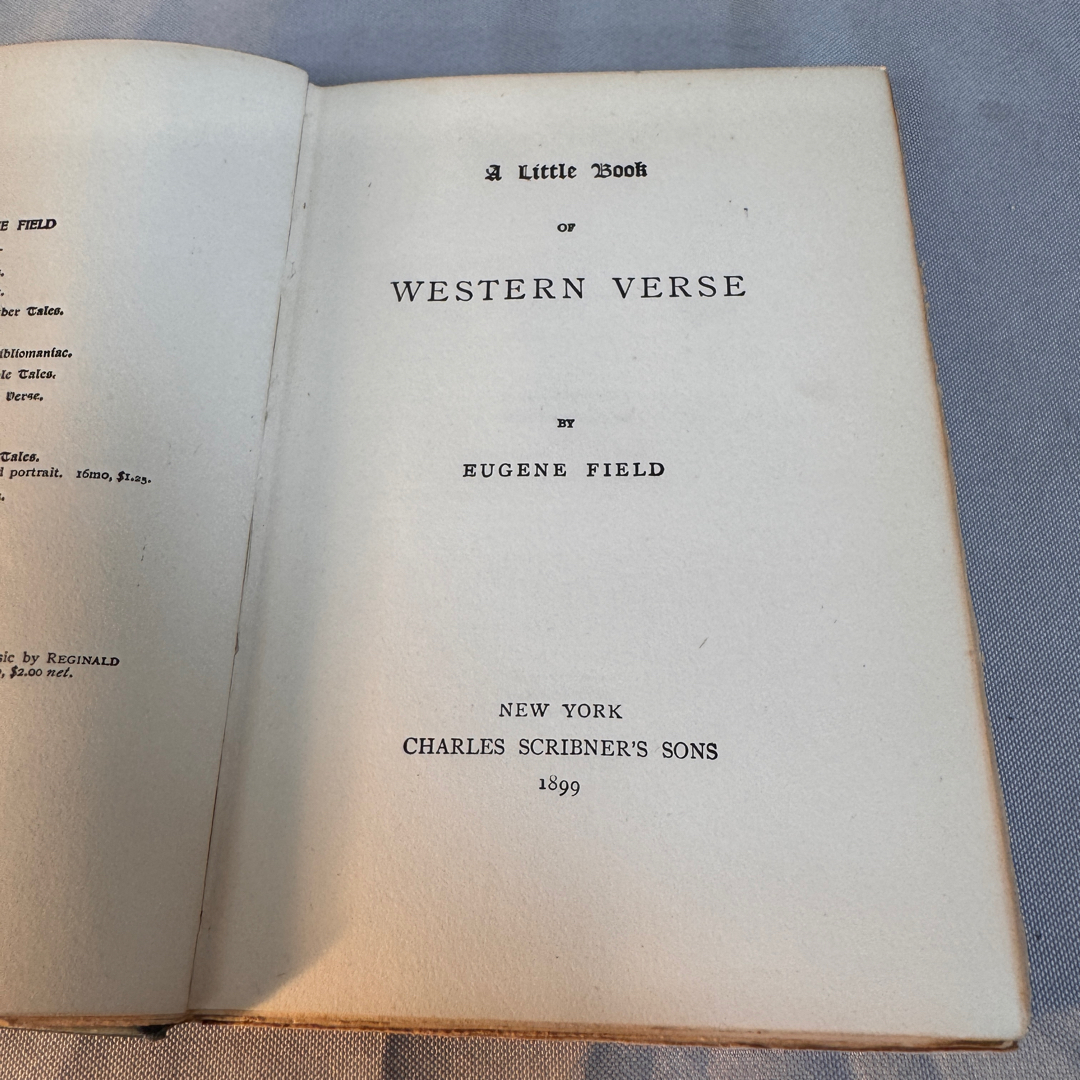 E FIELD
ber Tales.
ibliomaniac.
le Tales.
Verse.
Tales.
d portrait. 16mo, $1.25.
sic by REGINALD
, $2.00 net.
A Little Book
OF
WESTERN VERSE
BY
EUGENE FIELD
NEW YORK
CHARLES SCRIBNER'S SONS
1899